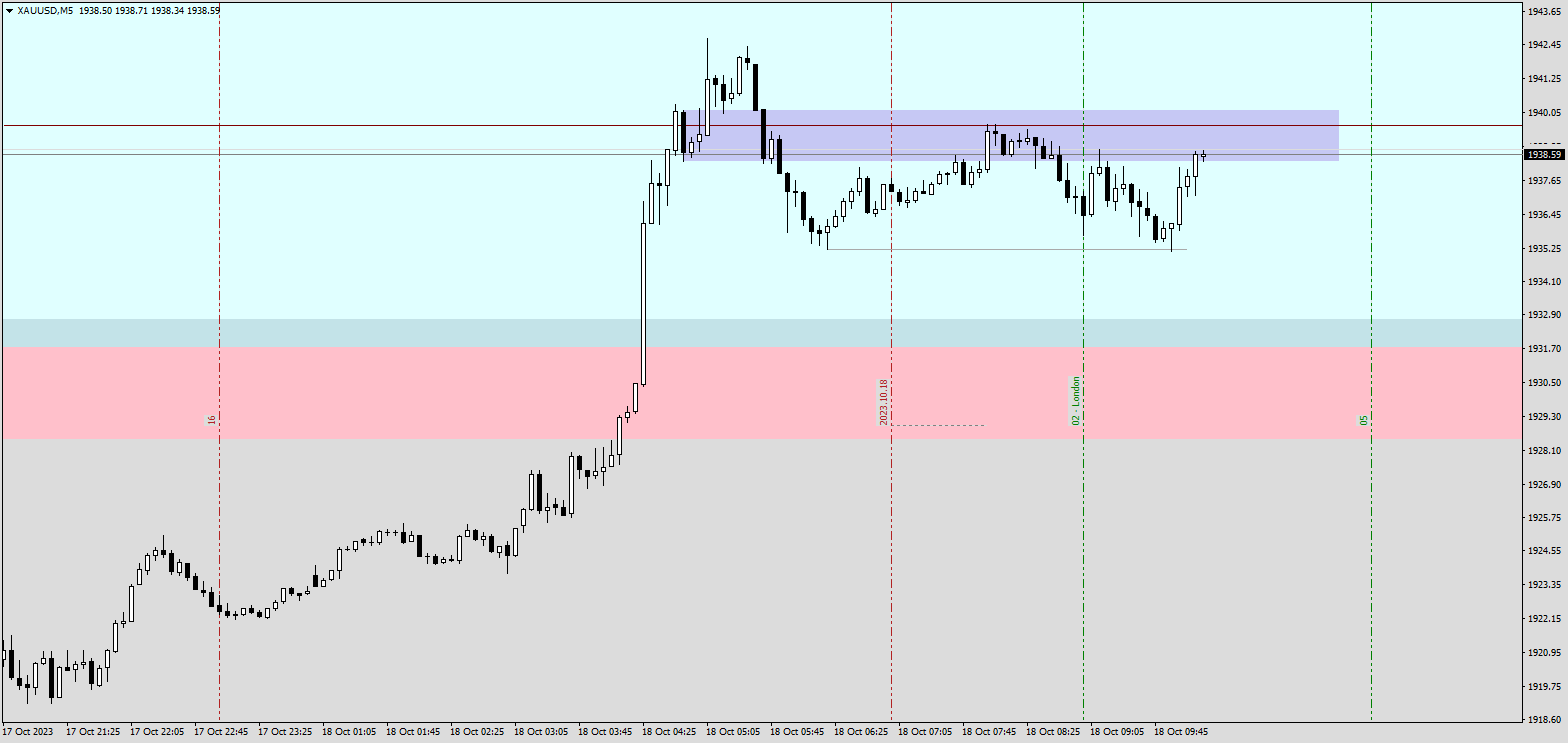 XAUUSD,M5 1938.50 1938.71 1938.34 1938.59
1943.65
1942.45
1941.25
1940.05
1938.59
1937.65
1936.45
1935.25
1934.10
1932.90
1931.70
1930.50
1929.30
1928.10
1926.90
1925.75
1924.55
1923.35
1922.15
1920.95
1919.75
1918.60
16
2023.10.18
02 - London
05
17 Oct 2023
17 Oct 21:25
17 Oct 22:05
17 Oct 22:45
17 Oct 23:25
18 Oct 01:05
18 Oct 01:45
18 Oct 02:25
18 Oct 03:05
18 Oct 03:45
18 Oct 04:25
18 Oct 05:05
18 Oct 05:45
18 Oct 06:25
18 Oct 07:05
18 Oct 07:45
18 Oct 08:25
18 Oct 09:05
18 Oct 09:45